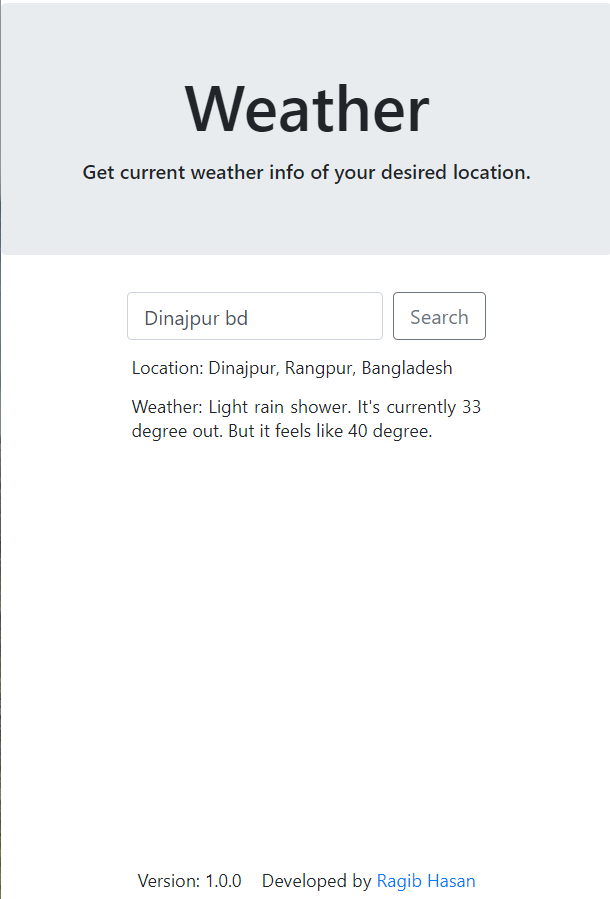 Weather
Get current weather info of your desired location.
Dinajpur bd
Search
Location: Dinajpur, Rangpur, Bangladesh
Weather: Light rain shower. It's currently 33
degree out. But it feels like 40 degree.
Version: 1.0.0 Developed by Ragib Hasan